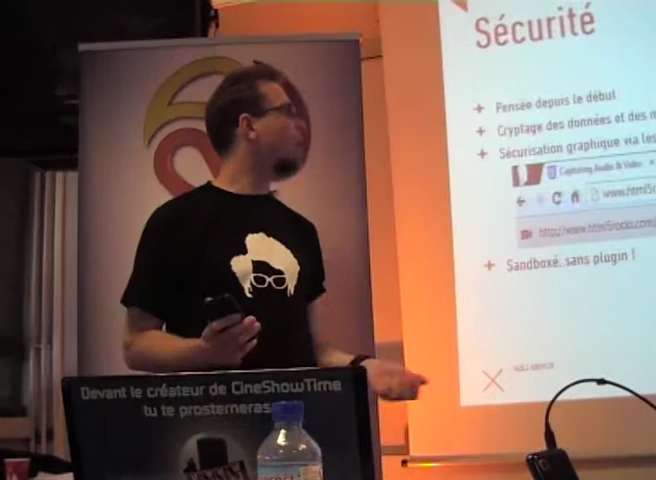 Sécurité
Pensée depuis le début
Cryptage des données et des
Sécurisation graphique via les
Capturing Audio & Video
www.html5rocks
http://www.html5rocks.com
Sandboxé, sans plugin !
Devant le créateur de CineShowTime
tu te prosterneras